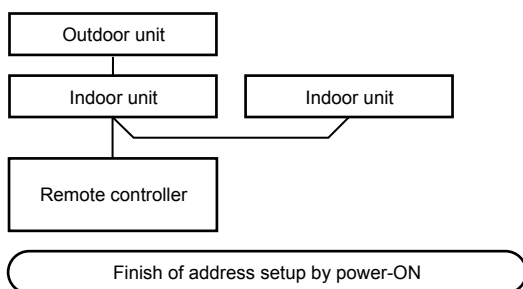 Outdoor unit
Indoor unit
Indoor unit
Remote controller
Finish of address setup by power-ON